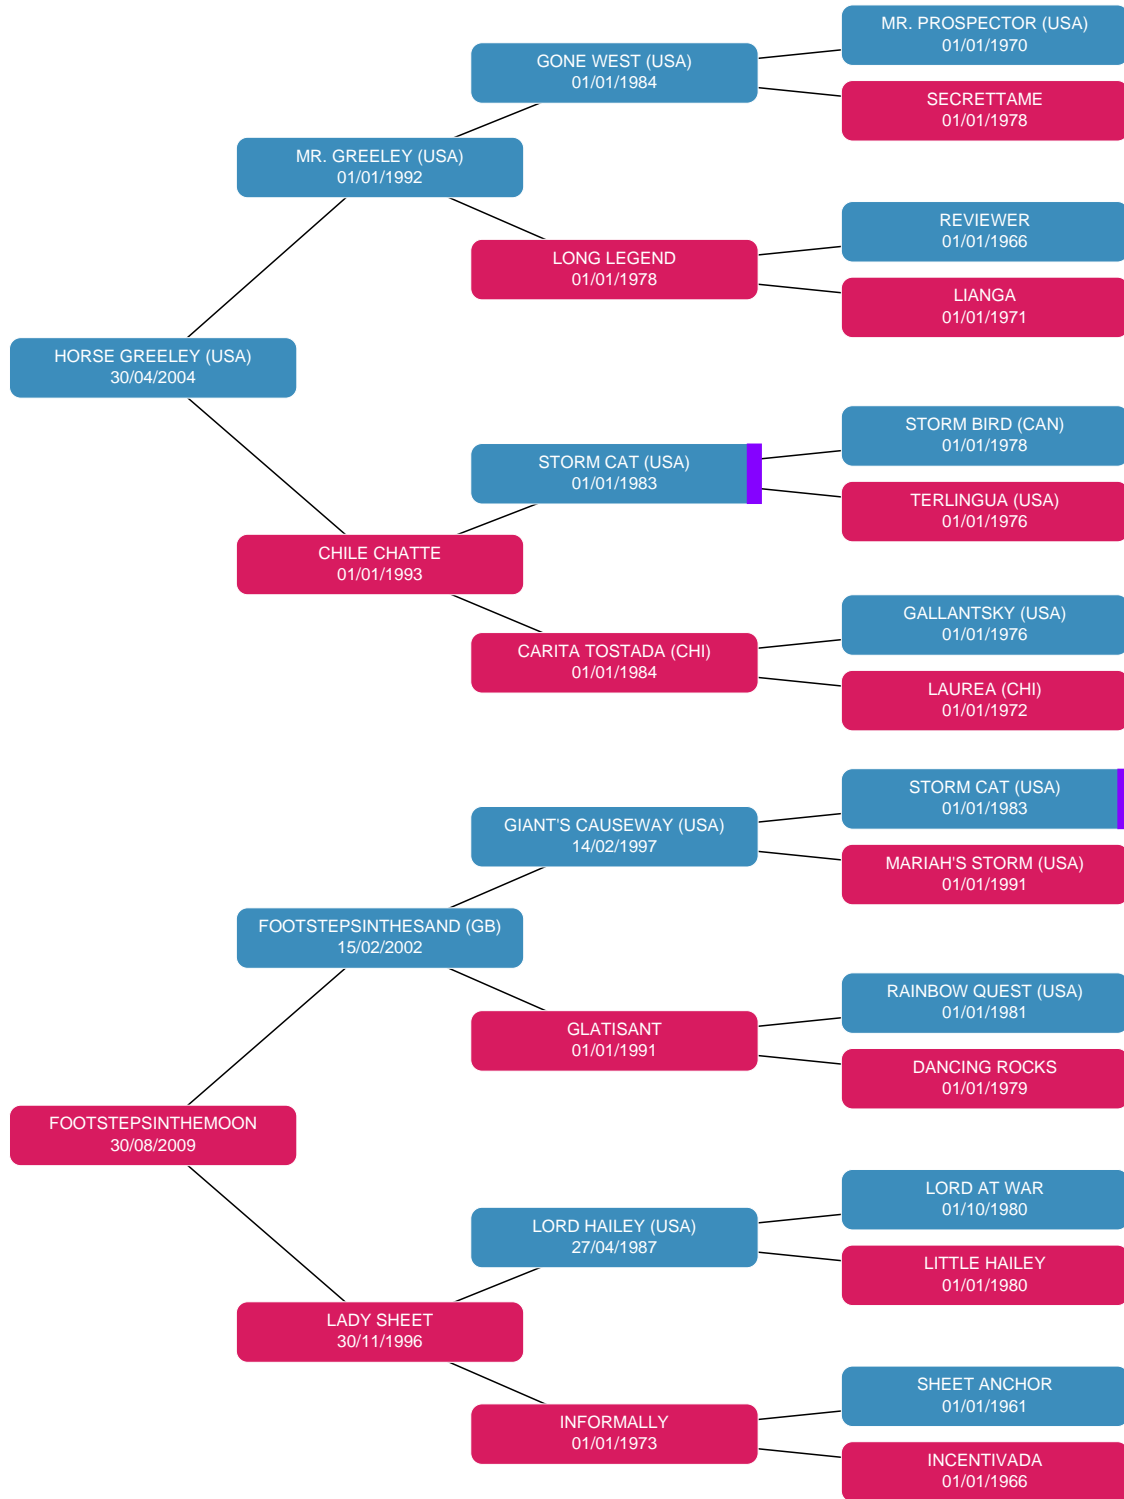 MR. PROSPECTOR (USA)
01/01/1970
GONE WEST (USA)
01/01/1984
SECRETTAME
01/01/1978
MR. GREELEY (USA)
01/01/1992
REVIEWER
01/01/1966
LONG LEGEND
01/01/1978
LIANGA
01/01/1971
HORSE GREELEY (USA)
30/04/2004
STORM BIRD (CAN)
01/01/1978
STORM CAT (USA)
01/01/1983
TERLINGUA (USA)
01/01/1976
CHILE CHATTE
01/01/1993
GALLANTSKY (USA)
01/01/1976
CARITA TOSTADA (CHI)
01/01/1984
LAUREA (CHI)
01/01/1972
STORM CAT (USA)
01/01/1983
GIANT'S CAUSEWAY (USA)
14/02/1997
MARIAH'S STORM (USA)
01/01/1991
FOOTSTEPSINTHESAND (GB)
15/02/2002
RAINBOW QUEST (USA)
01/01/1981
GLATISANT
01/01/1991
DANCING ROCKS
01/01/1979
FOOTSTEPSINTHEMOON
30/08/2009
LORD AT WAR
01/10/1980
LORD HAILEY (USA)
27/04/1987
LITTLE HAILEY
01/01/1980
LADY SHEET
30/11/1996
SHEET ANCHOR
01/01/1961
INFORMALLY
01/01/1973
INCENTIVADA
01/01/1966